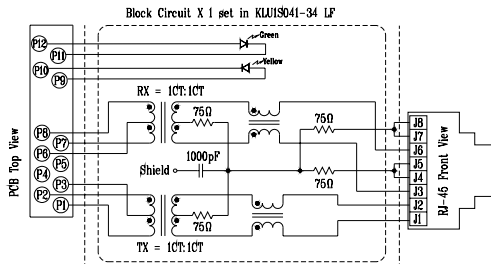 Block Circuit X 1 set in KLU1S041-34 LF
P12
P11
P10
P9
Green
Yellow
RX = 1CT:1CT
P8
P7
P6
P5
P4
P3
P2
P1
PCB Top View
75Ω
75Ω
1000pF
Shield
75Ω
75Ω
TX = 1CT:1CT
J8
J7
J6
J5
J4
J3
J2
J1
RJ-45 Front View